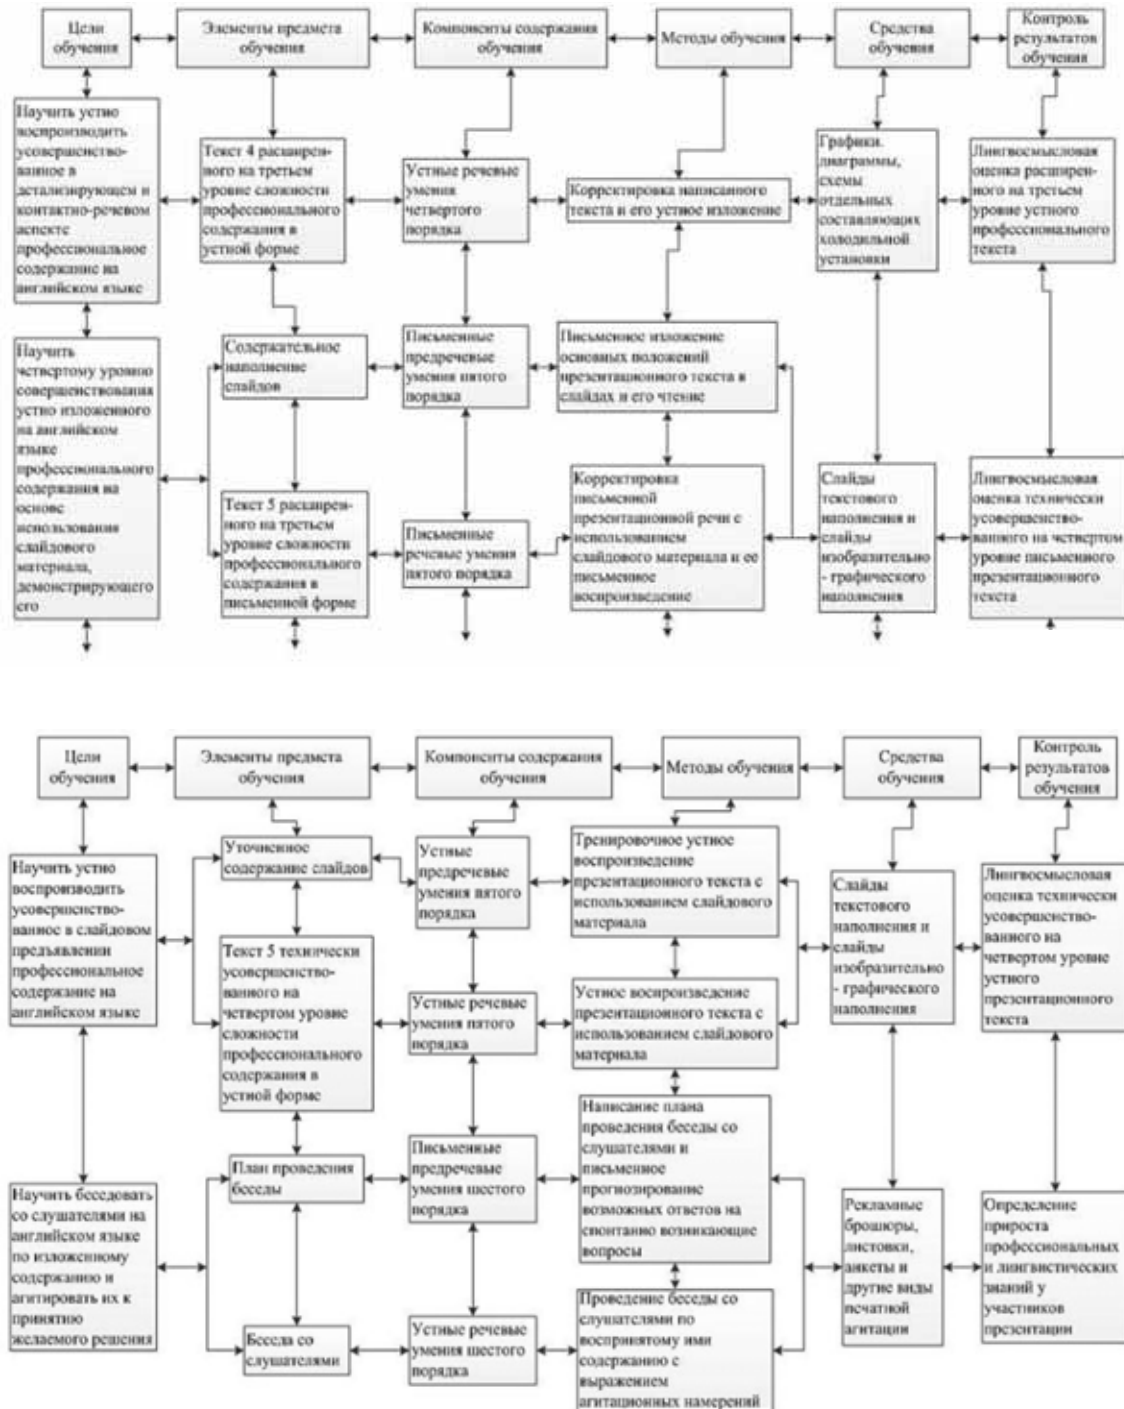 Цели
обучения
Элементы предмета
обучения
Компоненты содержания
обучения
Методы обучения
Средства
обучения
Контроль
результатов
обучения
Научить устно
воспроизводить
усовершенство-
ванное в
детализирующем и
контактно-речевом
аспекте
профессиональное
содержание на
английском языке
Текст 4 расширен-
ного на третьем
уровне сложности
профессионального
содержания в
устной форме
Устные речевые
умения
четвертого
порядка
Корректировка написанного
текста и его устное изложение
Графики,
диаграммы,
схемы
отдельных
составляющих
холодильной
установки
Лингвосмысловая
оценка расширен-
ного на третьем
уровне устного
профессионального
текста
Научить
четвертому уровню
совершенствования
устно изложенного
на английском
языке
профессионального
содержания на
основе
использования
слайдового
материала,
демонстрирующего
его
Содержательное
наполнение
слайдов
Письменные
предречевые
умения пятого
порядка
Письменное изложение
основных положений
презентационного текста в
слайдах и его чтение
Текст 5 расширен-
ного на третьем
уровне сложности
профессионального
содержания в
письменной форме
Письменные
речевые умения
пятого порядка
Корректировка
письменной
презентационной речи с
использованием
слайдового материала и ее
письменное
воспроизведение
Слайды
текстового
наполнения и
слайды
изобразительно
- графического
наполнения
Лингвосмысловая
оценка технически
усовершенство-
ванного на четвертом
уровне письменного
презентационного
текста
Цели
обучения
Элементы предмета
обучения
Компоненты содержания
обучения
Методы обучения
Средства
обучения
Контроль
результатов
обучения
Научить устно
воспроизводить
усовершенство-
ванное в слайдовом
предъявлении
профессиональное
содержание на
английском языке
Уточненное
содержание слайдов
Устные
предречевые
умения пятого
порядка
Тренировочное устное
воспроизведение
презентационного текста с
использованием слайдового
материала
Слайды
текстового
наполнения и
слайды
изобразительно
- графического
наполнения
Лингвосмысловая
оценка технически
усовершенство-
ванного на
четвертом уровне
устного
презентационного
текста
Текст 5 технически
усовершенство-
ванного на
четвертом уровне
сложности
профессионального
содержания в
устной форме
Устные речевые
умения пятого
порядка
Устное воспроизведение
презентационного текста с
использованием слайдового
материала
Научить беседовать
со слушателями на
английском языке
по изложенному
содержанию и
агитировать их к
принятию
желаемого решения
План проведения
беседы
Письменные
предречевые
умения шестого
порядка
Написание плана
проведения беседы со
слушателями и
письменное
прогнозирование
возможных ответов на
спонтанно возникающие
вопросы
Рекламные
брошюры,
листовки,
анкеты и
другие виды
печатной
агитации
Определение
прироста
профессиональных
и лингвистических
знаний у
участников
презентации
Беседа со
слушателями
Устные речевые
умения шестого
порядка
Проведение беседы со
слушателями по
воспринятому ими
содержанию с
выражением
агитационных намерений